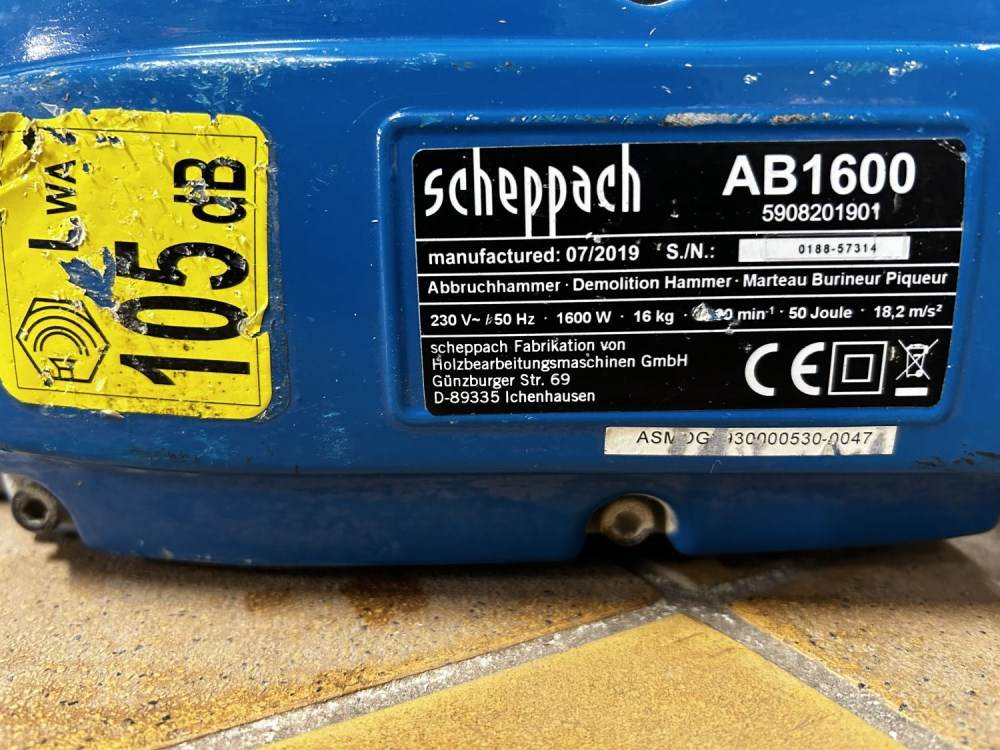 LWA
105 dB
scheppach
AB1600
5908201901
manufactured: 07/2019 S./N.: 0188-57314
Abbruchhammer · Demolition Hammer · Marteau Burineur Piqueur
230 V~ 50 Hz · 1600 W · 16 kg · min-¹ · 50 Joule · 18,2 m/s²
scheppach Fabrikation von
Holzbearbeitungsmaschinen GmbH
Günzburger Str. 69
D-89335 Ichenhausen
CE